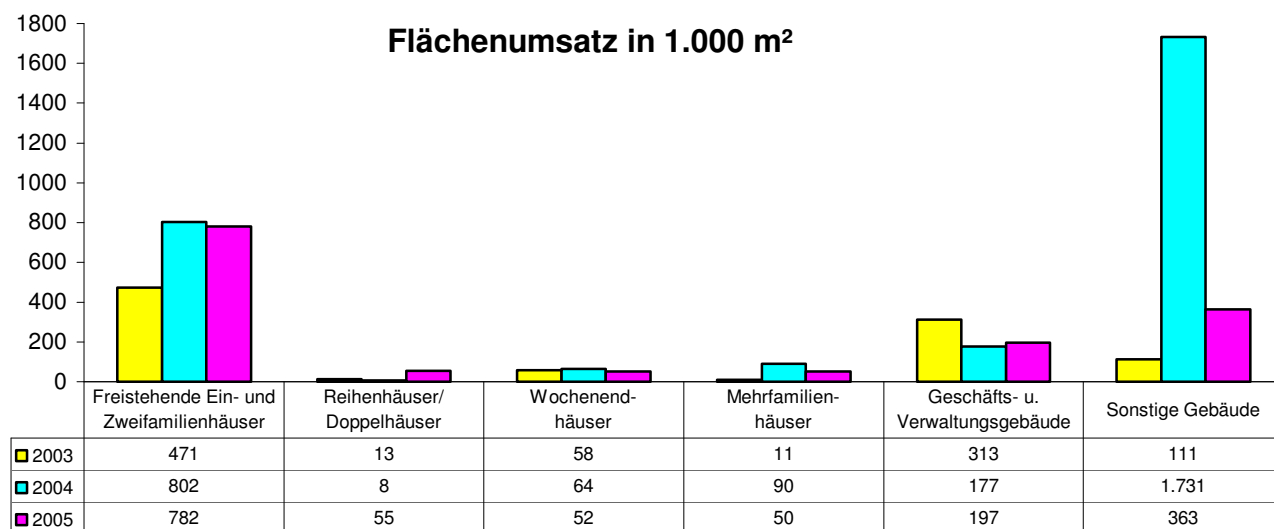 Flächenumsatz in 1.000 m²
1800
1600
1400
1200
1000
800
600
400
200
0
Freistehende Ein- und
Zweifamilienhäuser
Reihenhäuser/
Doppelhäuser
Wochenend-
häuser
Mehrfamilien-
häuser
Geschäfts- u.
Verwaltungsgebäude
Sonstige Gebäude
2003 471 13 58 11 313 111
2004 802 8 64 90 177 1.731
2005 782 55 52 50 197 363